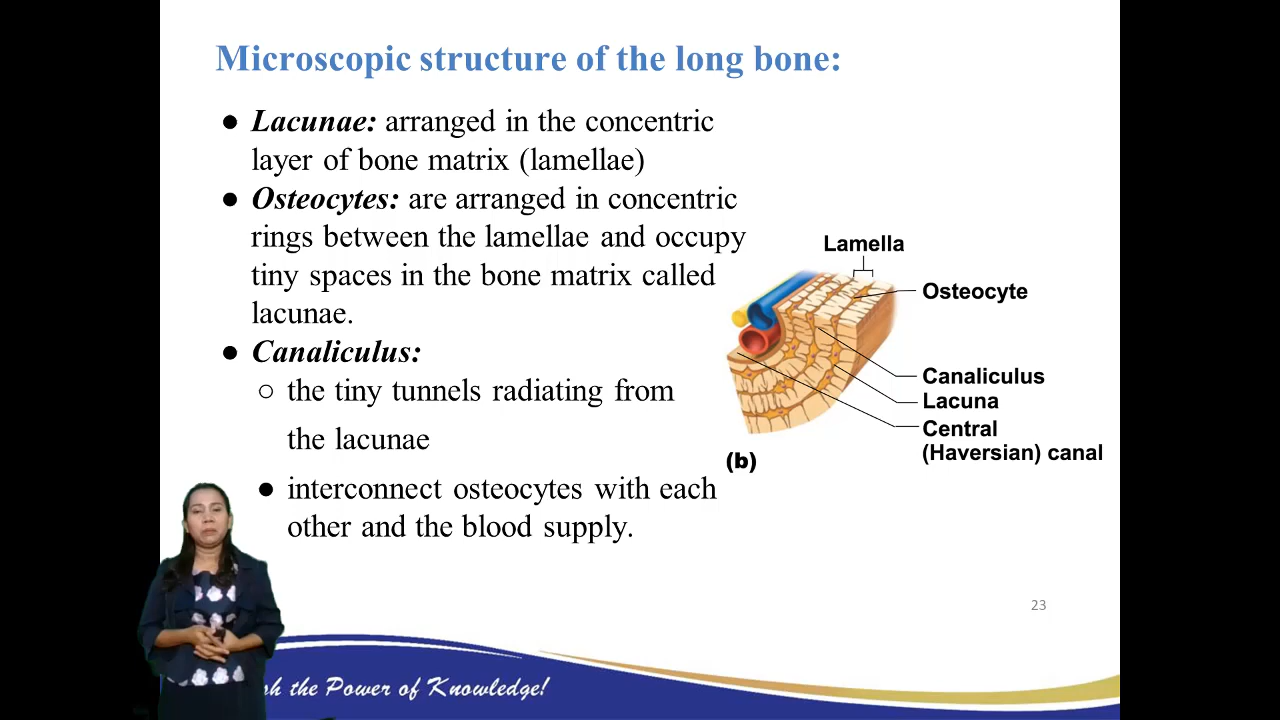 Microscopic structure of the long bone:
● Lacunae: arranged in the concentric
layer of bone matrix (lamellae)
● Osteocytes: are arranged in concentric
rings between the lamellae and occupy
tiny spaces in the bone matrix called
lacunae.
● Canaliculus:
○ the tiny tunnels radiating from
the lacunae
● interconnect osteocytes with each
other and the blood supply.
Lamella
Osteocyte
Canaliculus
Lacuna
Central
(Haversian) canal
(b)
23
the Power of Knowledge!